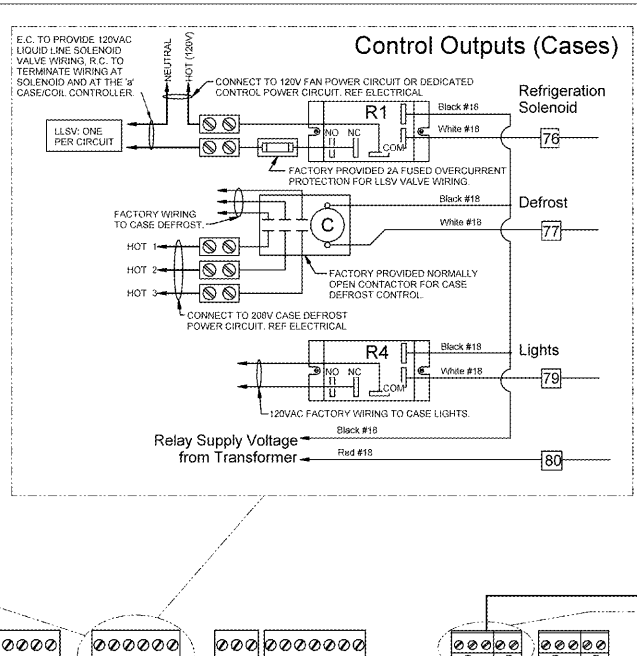 Control Outputs (Cases)
E.C. TO PROVIDE 120VAC
LIQUID LINE SOLENOID
VALVE WIRING, R.C. TO
TERMINATE WIRING AT
SOLENOID AND AT THE 'a'
CASE/COIL CONTROLLER.
NEUTRAL
HOT (120V)
CONNECT TO 120V FAN POWER CIRCUIT OR DEDICATED
CONTROL POWER CIRCUIT. REF ELECTRICAL
LLSV: ONE
PER CIRCUIT
R1
NO
NC
COM
Black #18
White #18
Refrigeration
Solenoid
76
FACTORY PROVIDED 2A FUSED OVERCURRENT
PROTECTION FOR LLSV VALVE WIRING.
Black #18
Defrost
White #18
77
C
FACTORY WIRING
TO CASE DEFROST.
HOT 1
HOT 2
HOT 3
FACTORY PROVIDED NORMALLY
OPEN CONTACTOR FOR CASE
DEFROST CONTROL.
CONNECT TO 208V CASE DEFROST
POWER CIRCUIT. REF ELECTRICAL
R4
NO
NC
COM
Black #18
Lights
White #18
79
120VAC FACTORY WIRING TO CASE LIGHTS.
Black #18
Relay Supply Voltage
from Transformer
Red #18
80